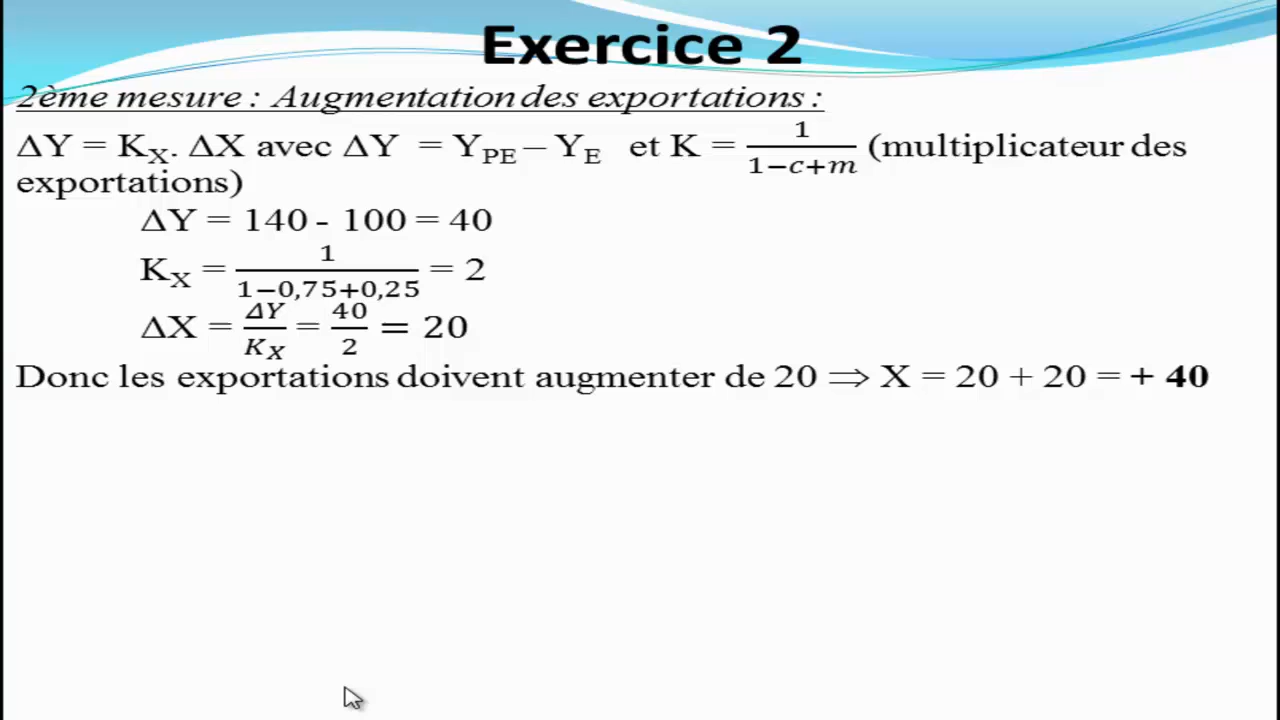 Exercice 2
2ème mesure : Augmentation des exportations :
ΔY = K_X. ΔX avec ΔY = Y_PE – Y_E et K = 1/(1−c+m) (multiplicateur des
exportations)
ΔY = 140 - 100 = 40
K_X = 1/(1−0,75+0,25) = 2
ΔX = ΔY/K_X = 40/2 = 20
Donc les exportations doivent augmenter de 20 ⟹ X = 20 + 20 = + 40